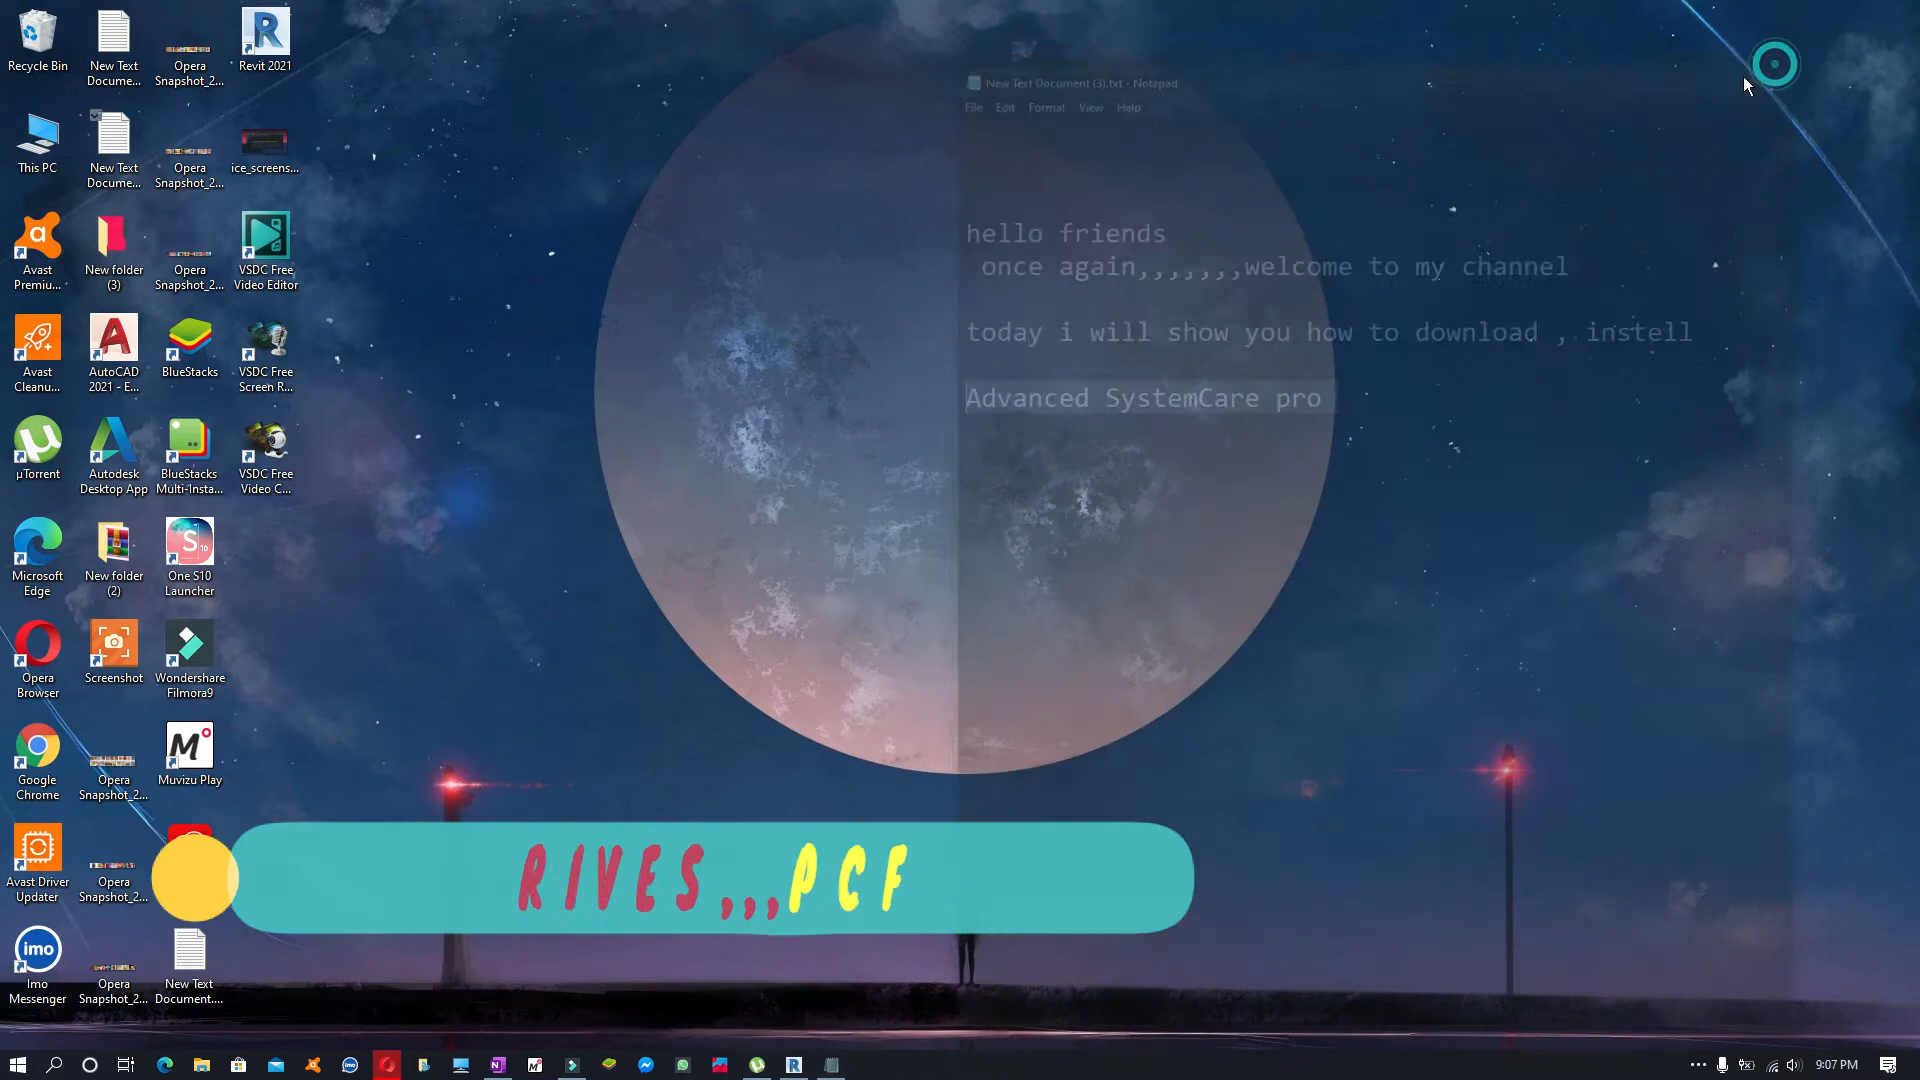 Recycle Bin
New Text
Docume...
Opera
Snapshot_2...
Revit 2021
This PC
New Text
Docume...
Opera
Snapshot_2...
ice_screens...
Avast
Premiu...
New folder
(3)
Opera
Snapshot_2...
VSDC Free
Video Editor
Avast
Cleanu...
AutoCAD
2021 - E...
BlueStacks
VSDC Free
Screen R...
µTorrent
Autodesk
Desktop App
BlueStacks
Multi-Insta...
VSDC Free
Video C...
Microsoft
Edge
New folder
(2)
One S10
Launcher
Opera
Browser
Screenshot
Wondershare
Filmora9
Google
Chrome
Opera
Snapshot_2...
Muvizu Play
Avast Driver
Updater
Opera
Snapshot_2...
imo
Imo
Messenger
Opera
Snapshot_2...
New Text
Document....
New Text Document (3).txt - Notepad
File Edit Format View Help
hello friends
once again,,,,,,,welcome to my channel
today i will show you how to download , instell
Advanced SystemCare pro
RIVES,,,PCF
9:07 PM